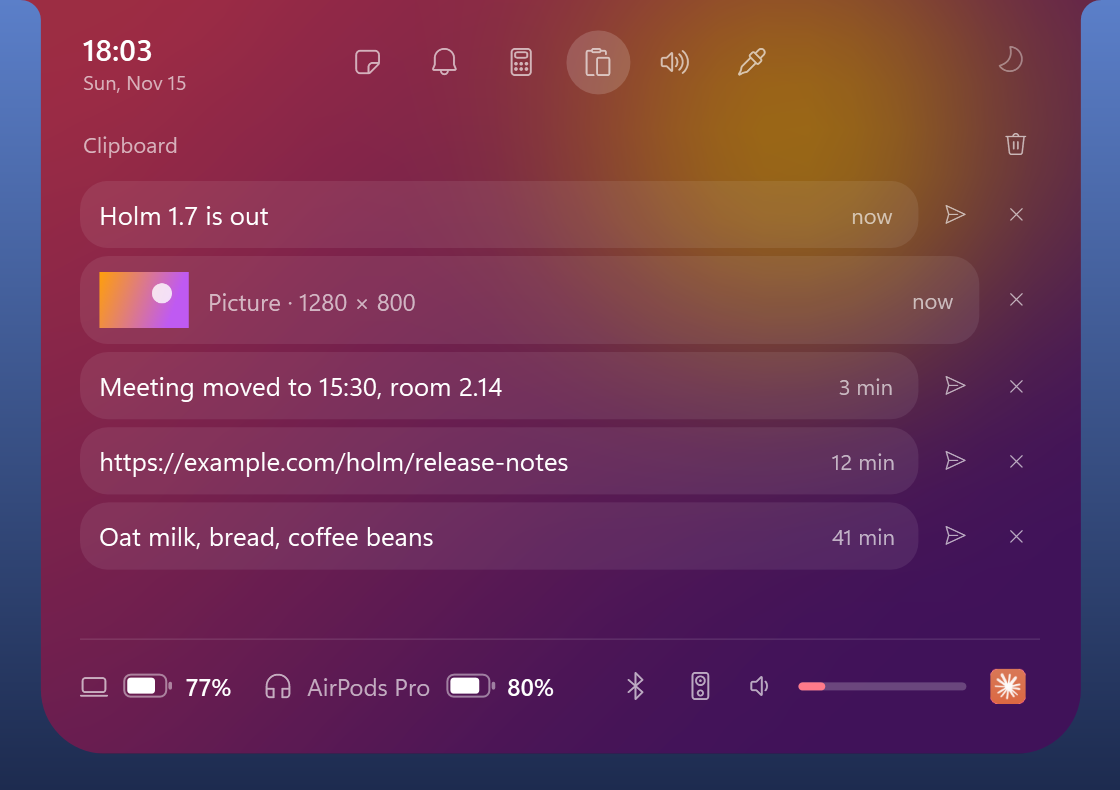 18:03
Sun, Nov 15
Clipboard
Holm 1.7 is out now
Picture · 1280 × 800 now
Meeting moved to 15:30, room 2.14 3 min
https://example.com/holm/release-notes 12 min
Oat milk, bread, coffee beans 41 min
77% AirPods Pro 80%